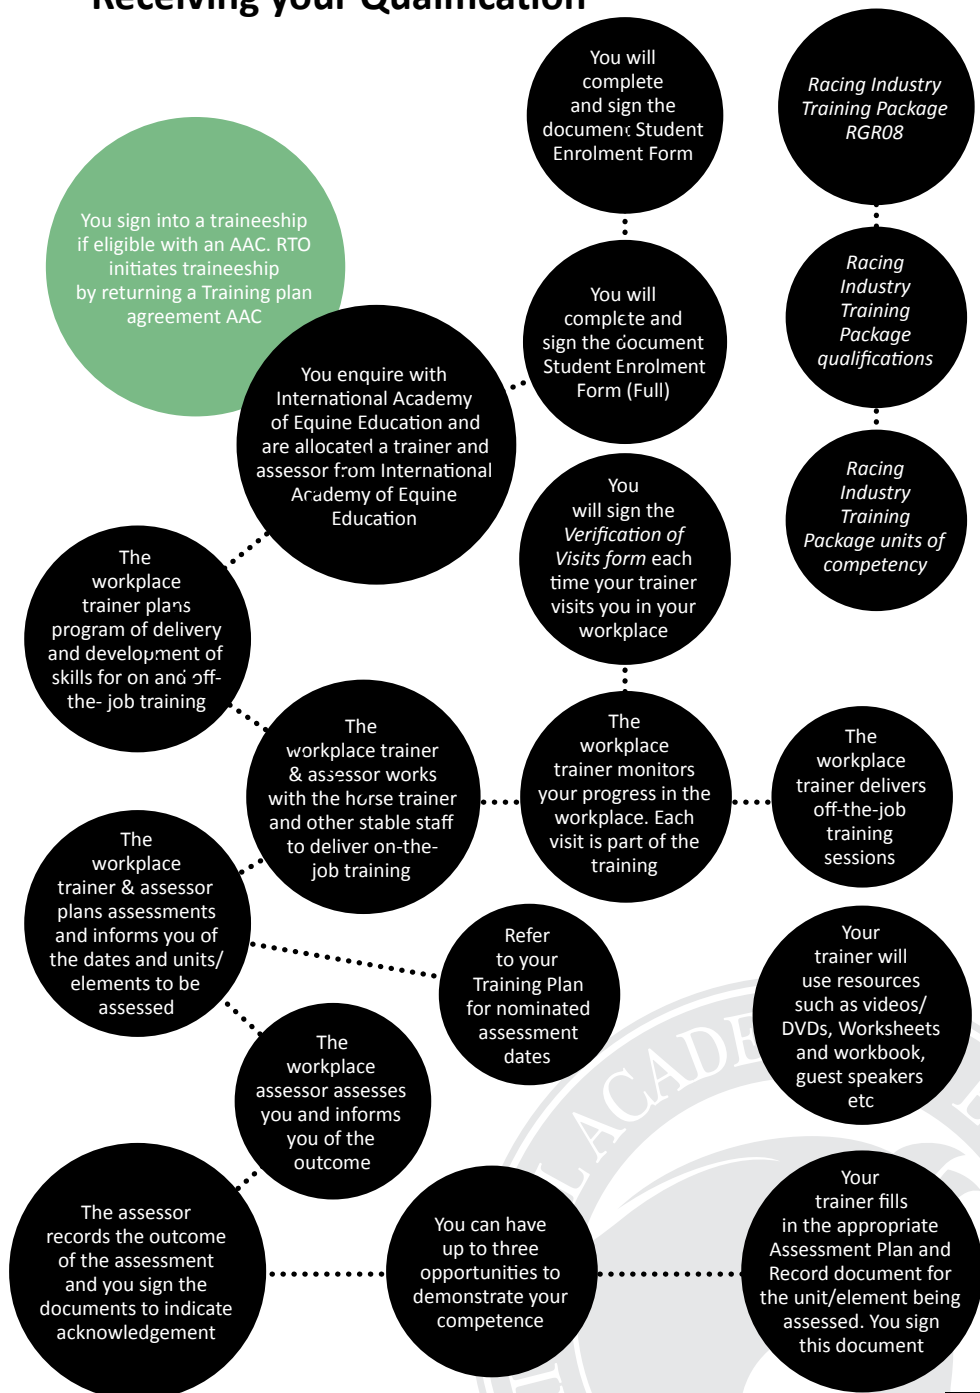 Receiving your Qualification
You will
complete
and sign the
document Student
Enrolment Form
Racing Industry
Training Package
RGR08
You sign into a traineeship
if eligible with an AAC. RTO
initiates traineeship
by returning a Training plan
agreement AAC
You will
complete and
sign the document
Student Enrolment
Form (Full)
Racing
Industry
Training
Package
qualifications
You enquire with
International Academy
of Equine Education and
are allocated a trainer and
assessor from International
Academy of Equine
Education
You
will sign the
Verification of
Visits form each
time your trainer
visits you in your
workplace
Racing
Industry
Training
Package units of
competency
The
workplace
trainer plans
program of delivery
and development of
skills for on and off-
the- job training
The
workplace trainer
& assessor works
with the horse trainer
and other stable staff
to deliver on-the-
job training
The
workplace
trainer monitors
your progress in the
workplace. Each
visit is part of the
training
The
workplace
trainer delivers
off-the-job
training
sessions
The
workplace
trainer & assessor
plans assessments
and informs you of
the dates and units/
elements to be
assessed
Refer
to your
Training Plan
for nominated
assessment
dates
Your
trainer will
use resources
such as videos/
DVDs, Worksheets
and workbook,
guest speakers
etc
The
workplace
assessor assesses
you and informs
you of the
outcome
The assessor
records the outcome
of the assessment
and you sign the
documents to indicate
acknowledgement
You can have
up to three
opportunities to
demonstrate your
competence
Your
trainer fills
in the appropriate
Assessment Plan and
Record document for
the unit/element being
assessed. You sign
this document